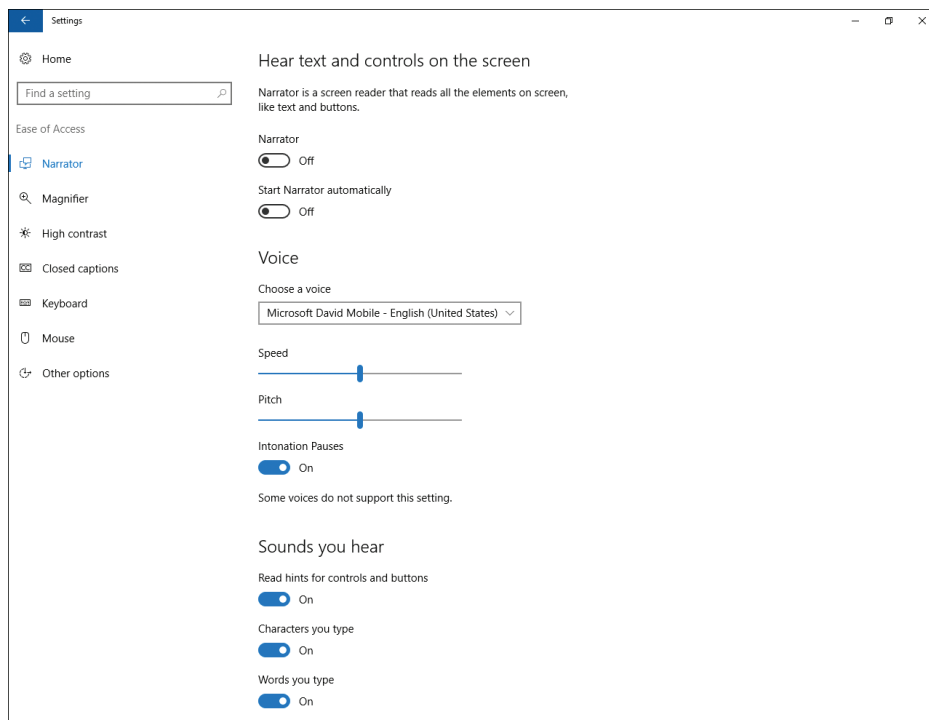 Settings
Home
Find a setting
Ease of Access
Narrator
Magnifier
High contrast
Closed captions
Keyboard
Mouse
Other options
Hear text and controls on the screen
Narrator is a screen reader that reads all the elements on screen,
like text and buttons.
Narrator
Off
Start Narrator automatically
Off
Voice
Choose a voice
Microsoft David Mobile - English (United States)
Speed
Pitch
Intonation Pauses
On
Some voices do not support this setting.
Sounds you hear
Read hints for controls and buttons
On
Characters you type
On
Words you type
On